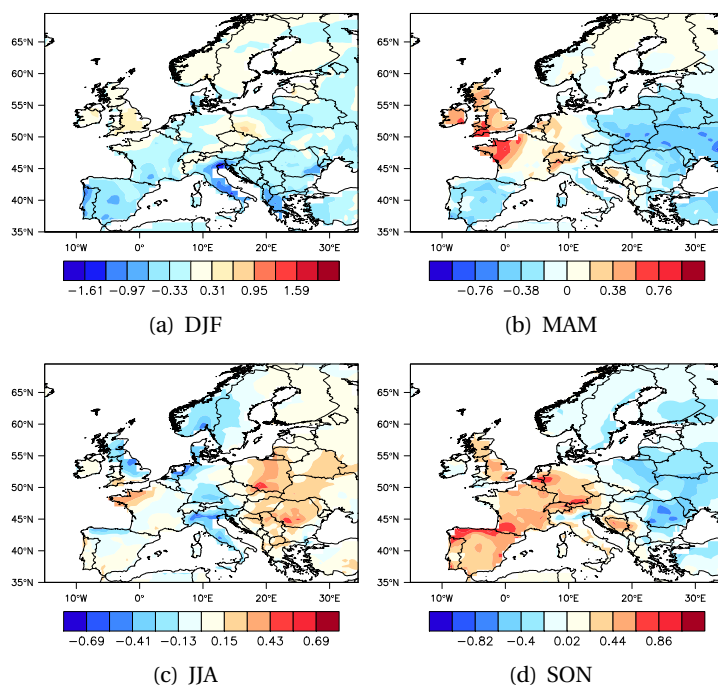 65°N
60°N
55°N
50°N
45°N
40°N
35°N
10°W 0° 10°E 20°E 30°E
−1.61 −0.97 −0.33 0.31 0.95 1.59
(a) DJF
65°N
60°N
55°N
50°N
45°N
40°N
35°N
10°W 0° 10°E 20°E 30°E
−0.76 −0.38 0 0.38 0.76
(b) MAM
65°N
60°N
55°N
50°N
45°N
40°N
35°N
10°W 0° 10°E 20°E 30°E
−0.69 −0.41 −0.13 0.15 0.43 0.69
(c) JJA
65°N
60°N
55°N
50°N
45°N
40°N
35°N
10°W 0° 10°E 20°E 30°E
−0.82 −0.4 0.02 0.44 0.86
(d) SON